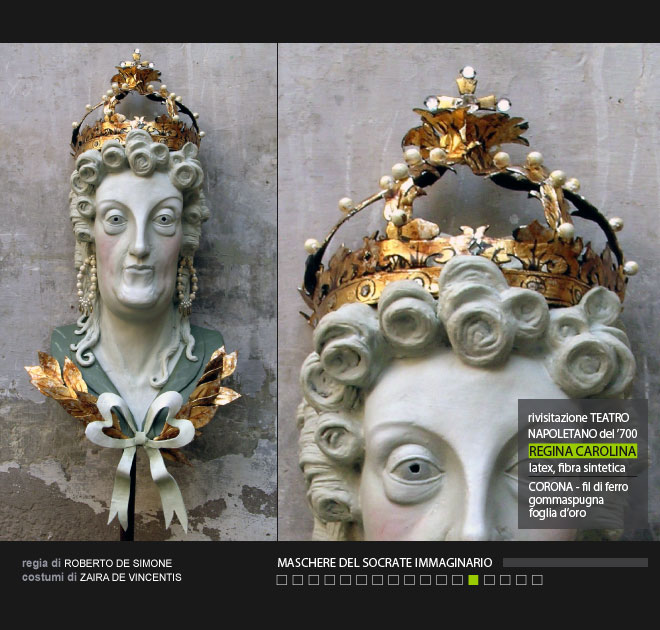 rivisitazione TEATRO
NAPOLETANO del '700
REGINA CAROLINA
latex, fibra sintetica
CORONA - fil di ferro
gommaspugna
foglia d'oro
regia di ROBERTO DE SIMONE
costumi di ZAIRA DE VINCENTIS
MASCHERE DEL SOCRATE IMMAGINARIO